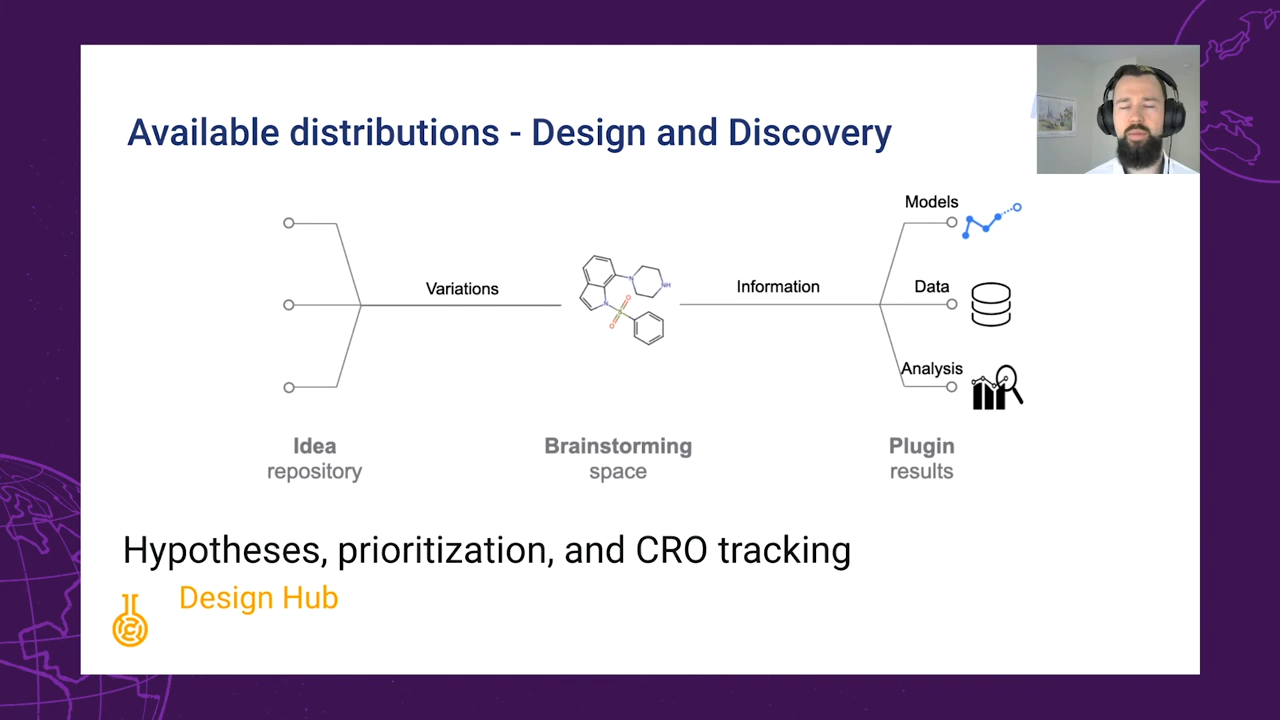 Available distributions - Design and Discovery
Models
Variations
Information
Data
Analysis
N
NH
N
S
O
O
Idea
repository
Brainstorming
space
Plugin
results
Hypotheses, prioritization, and CRO tracking
Design Hub